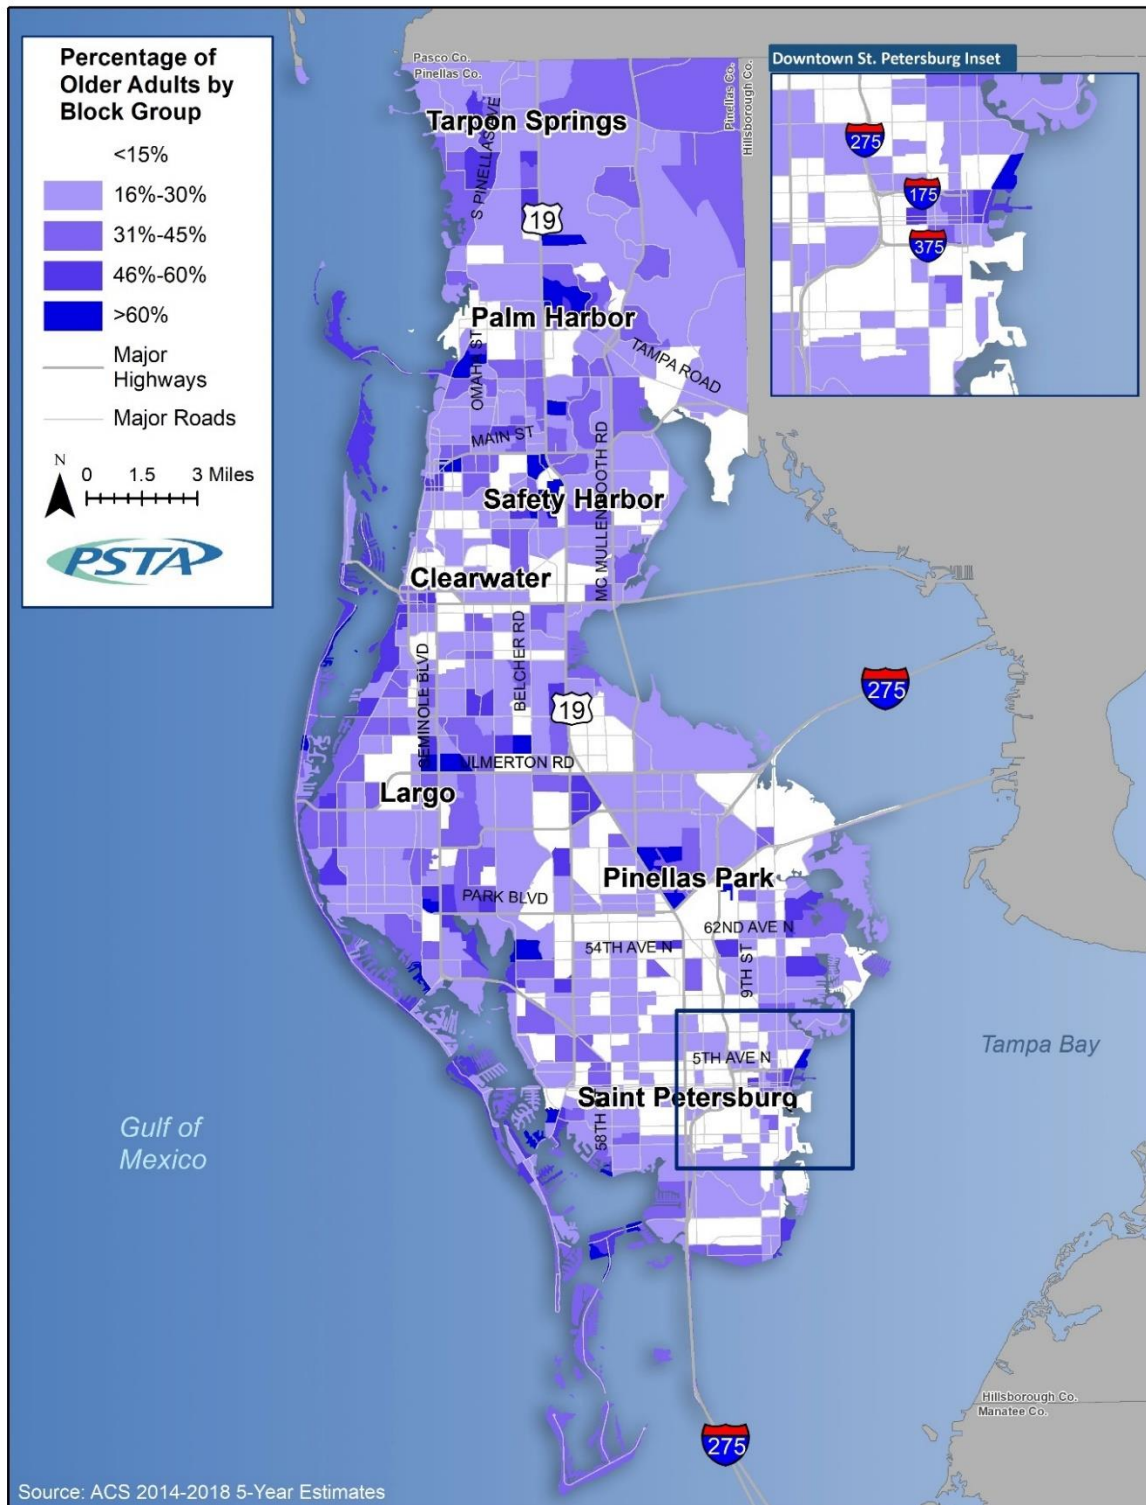 Percentage of
Older Adults by
Block Group
<15%
16%-30%
31%-45%
46%-60%
>60%
Major
Highways
Major Roads
N
0 1.5 3 Miles
PSTA
Pasco Co.
Pinellas Co.
Pinellas Co.
Hillsborough Co.
Downtown St. Petersburg Inset
275
175
375
Tarpon Springs
S PINELLAS AVE
19
Palm Harbor
OMAHA ST
TAMPA ROAD
MAIN ST
MC MULLEN BOOTH RD
Safety Harbor
Clearwater
SEMINOLE BLVD
BELCHER RD
19
275
ULMERTON RD
Largo
Pinellas Park
PARK BLVD
62ND AVE N
54TH AVE N
9TH ST
5TH AVE N
Tampa Bay
Saint Petersburg
58TH ST
Gulf of
Mexico
Hillsborough Co.
Manatee Co.
275
Source: ACS 2014-2018 5-Year Estimates